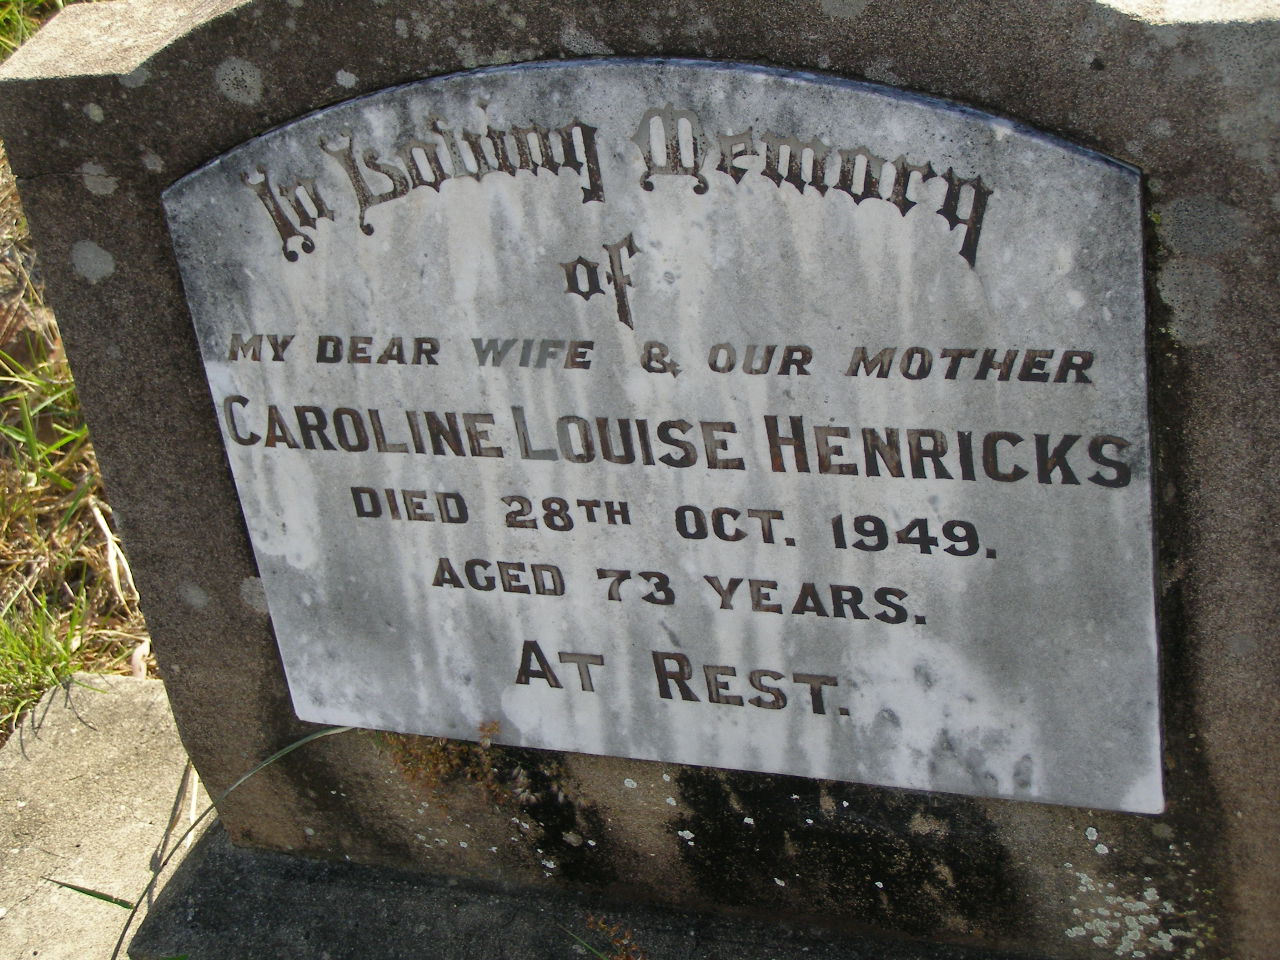 In Loving Memory
of
MY DEAR WIFE & OUR MOTHER
CAROLINE LOUISE HENRICKS
DIED 28TH OCT. 1949.
AGED 73 YEARS.
AT REST.